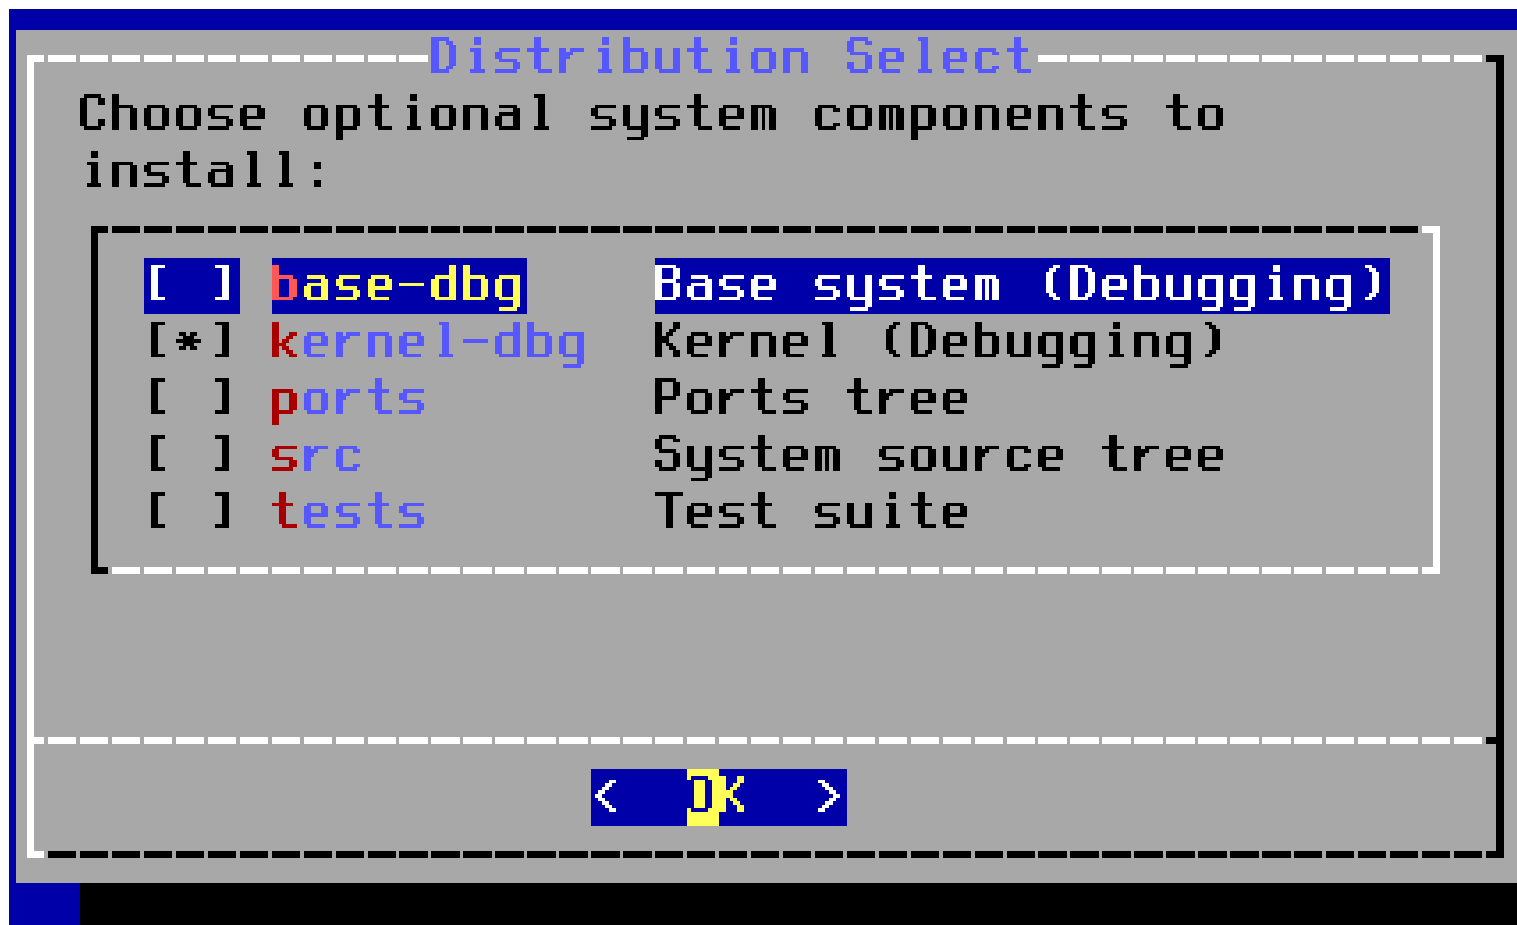 Distribution Select
Choose optional system components to
install:
[ ] base-dbg Base system (Debugging)
[*] kernel-dbg Kernel (Debugging)
[ ] ports Ports tree
[ ] src System source tree
[ ] tests Test suite
< OK >